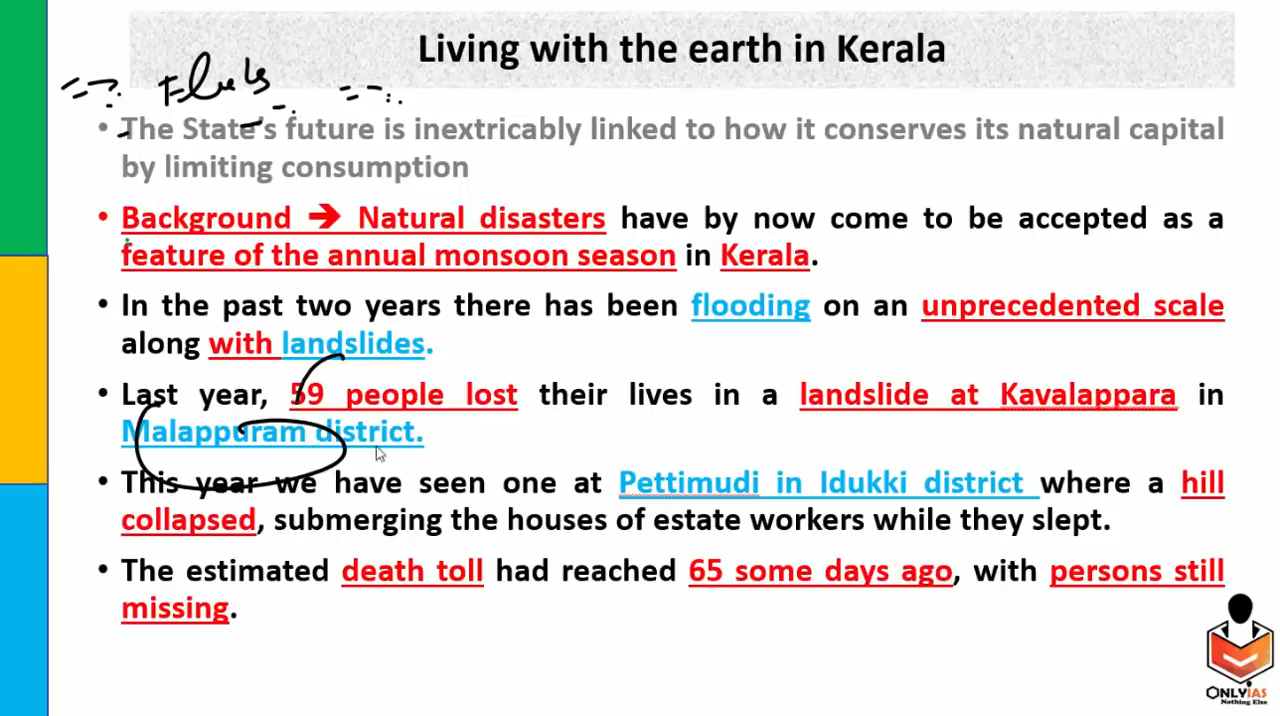 Living with the earth in Kerala
• The State's future is inextricably linked to how it conserves its natural capital
by limiting consumption
• Background ➔ Natural disasters have by now come to be accepted as a
feature of the annual monsoon season in Kerala.
• In the past two years there has been flooding on an unprecedented scale
along with landslides.
• Last year, 59 people lost their lives in a landslide at Kavalappara in
Malappuram district.
• This year we have seen one at Pettimudi in Idukki district where a hill
collapsed, submerging the houses of estate workers while they slept.
• The estimated death toll had reached 65 some days ago, with persons still
missing.
ONLYIAS
Nothing Else